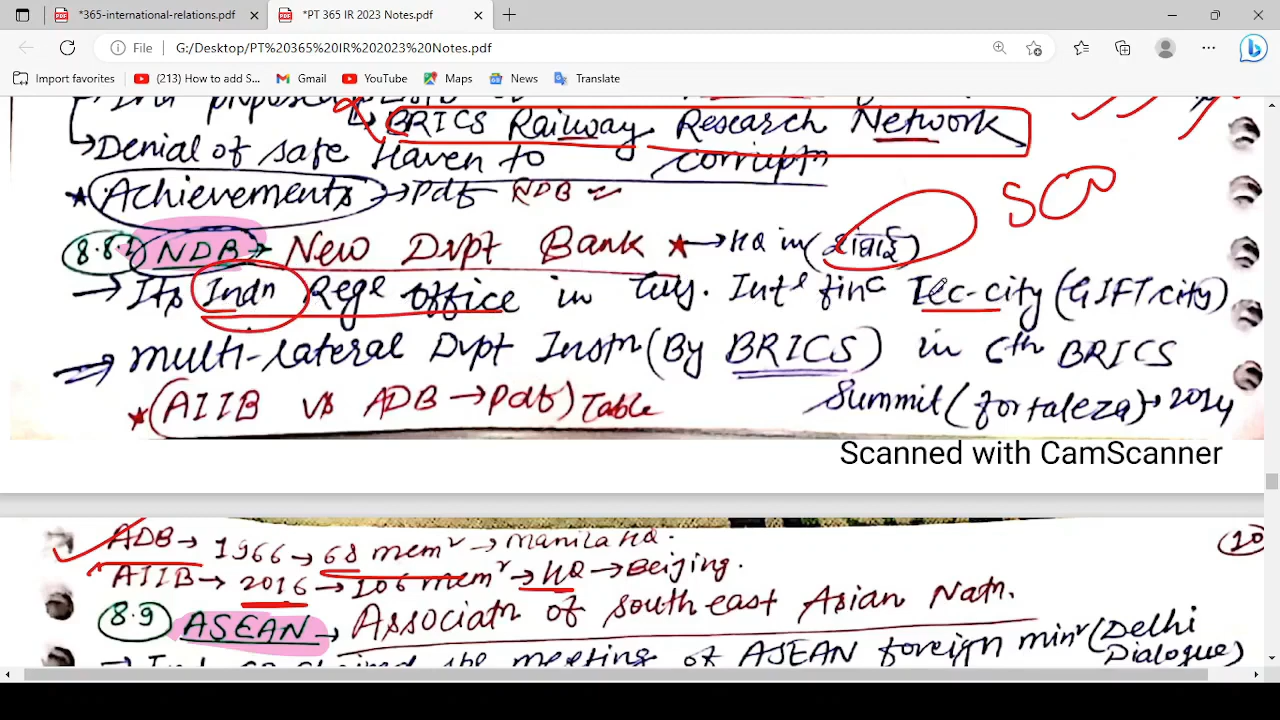 *365-international-relations.pdf
*PT 365 IR 2023 Notes.pdf
File G:/Desktop/PT%20365%20IR%202023%20Notes.pdf
Import favorites (213) How to add S... Gmail YouTube Maps News Translate
BRICS Railway Research Network
Denial of safe Haven to corruptn
Achievements → Pdf NDB
SCO
8.8.1 NDB → New Dvpt Bank ★ → HQ in (शंघाई)
→ Its Indn Regl office in Guj. Intl finc Tec-city (GIFT city)
⇒ multi-lateral Dvpt Instn (By BRICS) in 6th BRICS
★ (AIIB vs ADB → Pdf) Table Summit (fortaleza) → 2014
Scanned with CamScanner
ADB → 1966 → 68 memr → Manila HQ. 10
AIIB → 2016 → 106 memr → HQ → Beijing.
8.9 ASEAN → Associatn of south east Asian Natn.
the meeting of ASEAN foreign minr (Delhi Dialogue)